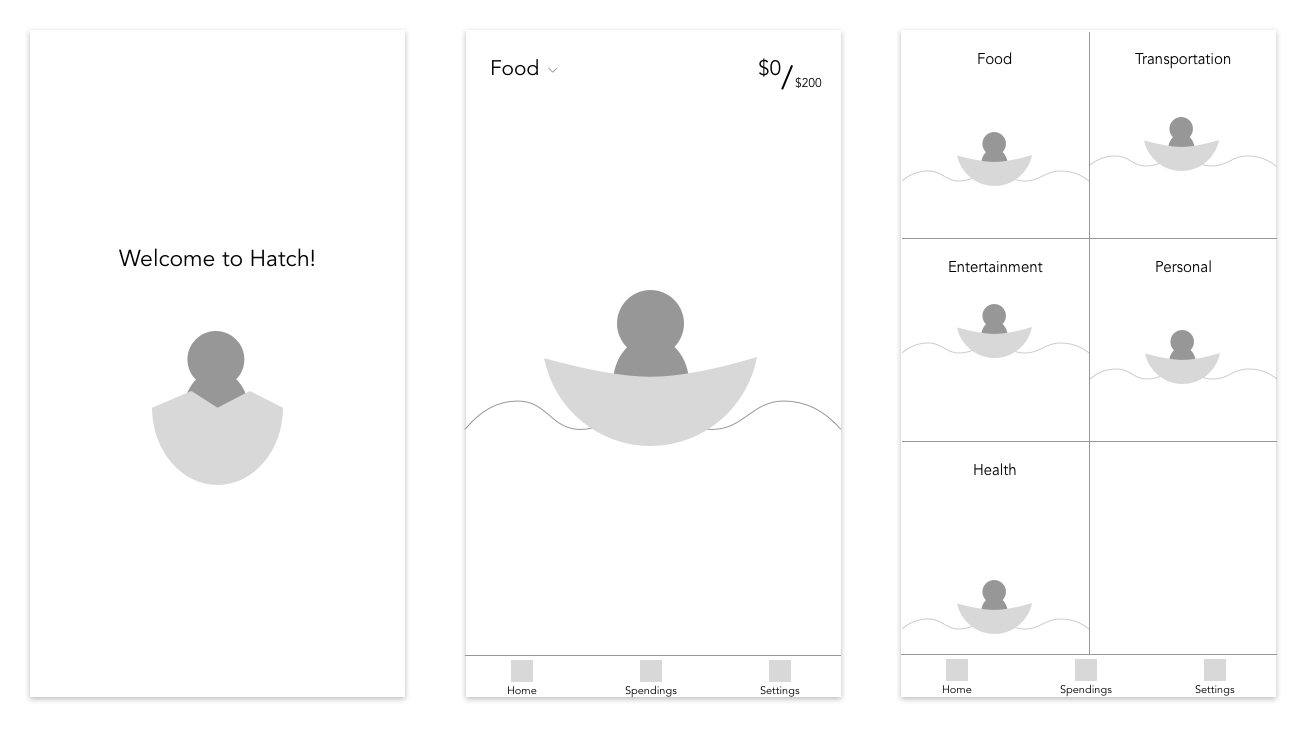 Welcome to Hatch!
Food
$0/$200
Home
Spendings
Settings
Food
Transportation
Entertainment
Personal
Health
Home
Spendings
Settings